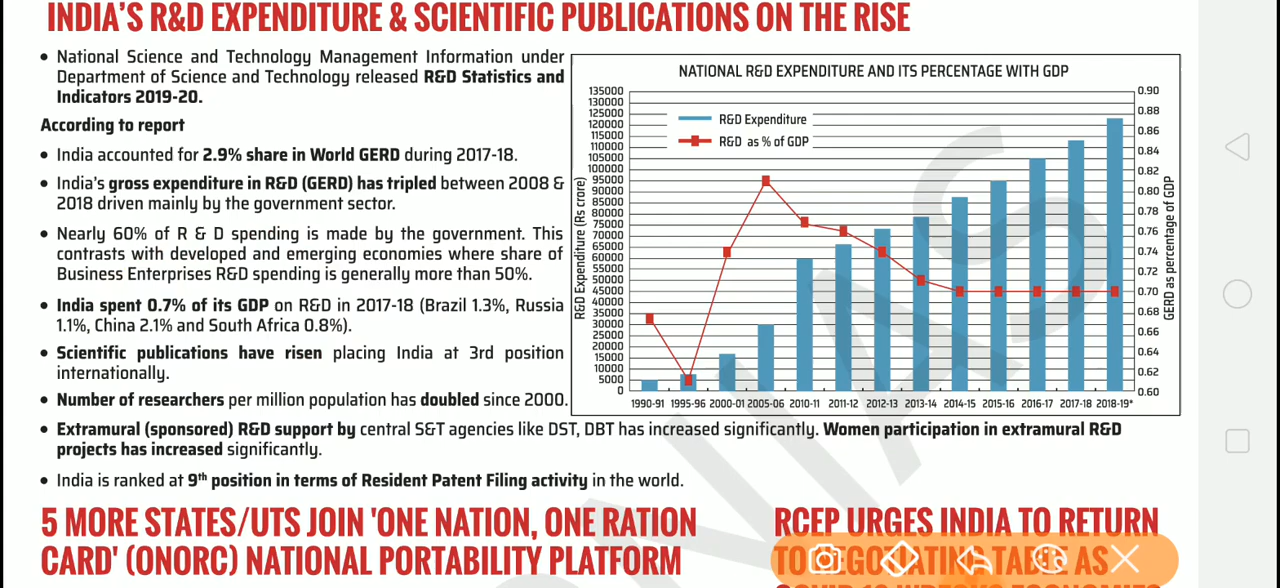 INDIA'S R&D EXPENDITURE & SCIENTIFIC PUBLICATIONS ON THE RISE
• National Science and Technology Management Information under
Department of Science and Technology released R&D Statistics and
Indicators 2019-20.
According to report
• India accounted for 2.9% share in World GERD during 2017-18.
• India's gross expenditure in R&D (GERD) has tripled between 2008 &
2018 driven mainly by the government sector.
• Nearly 60% of R & D spending is made by the government. This
contrasts with developed and emerging economies where share of
Business Enterprises R&D spending is generally more than 50%.
• India spent 0.7% of its GDP on R&D in 2017-18 (Brazil 1.3%, Russia
1.1%, China 2.1% and South Africa 0.8%).
• Scientific publications have risen placing India at 3rd position
internationally.
• Number of researchers per million population has doubled since 2000.
NATIONAL R&D EXPENDITURE AND ITS PERCENTAGE WITH GDP
R&D Expenditure
R&D as % of GDP
R&D Expenditure (Rs crore)
135000
130000
125000
120000
115000
110000
105000
100000
95000
90000
85000
80000
75000
70000
65000
60000
55000
50000
45000
40000
35000
30000
25000
20000
15000
10000
5000
0
0.90
0.88
0.86
0.84
0.82
0.80
0.78
0.76
0.74
0.72
0.70
0.68
0.66
0.64
0.62
0.60
GERD as percentage of GDP
1990-91 1995-96 2000-01 2005-06 2010-11 2011-12 2012-13 2013-14 2014-15 2015-16 2016-17 2017-18 2018-19*
• Extramural (sponsored) R&D support by central S&T agencies like DST, DBT has increased significantly. Women participation in extramural R&D
projects has increased significantly.
• India is ranked at 9th position in terms of Resident Patent Filing activity in the world.
5 MORE STATES/UTS JOIN 'ONE NATION, ONE RATION
CARD' (ONORC) NATIONAL PORTABILITY PLATFORM
RCEP URGES INDIA TO RETURN
TO NEGOTIATING TABLE AS